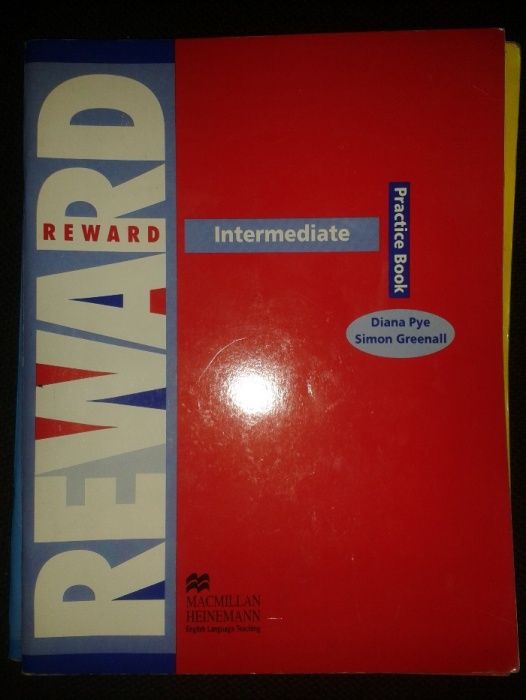 REWARD
REWARD
Intermediate
Practice Book
Diana Pye
Simon Greenall
MACMILLAN
HEINEMANN
English Language Teaching